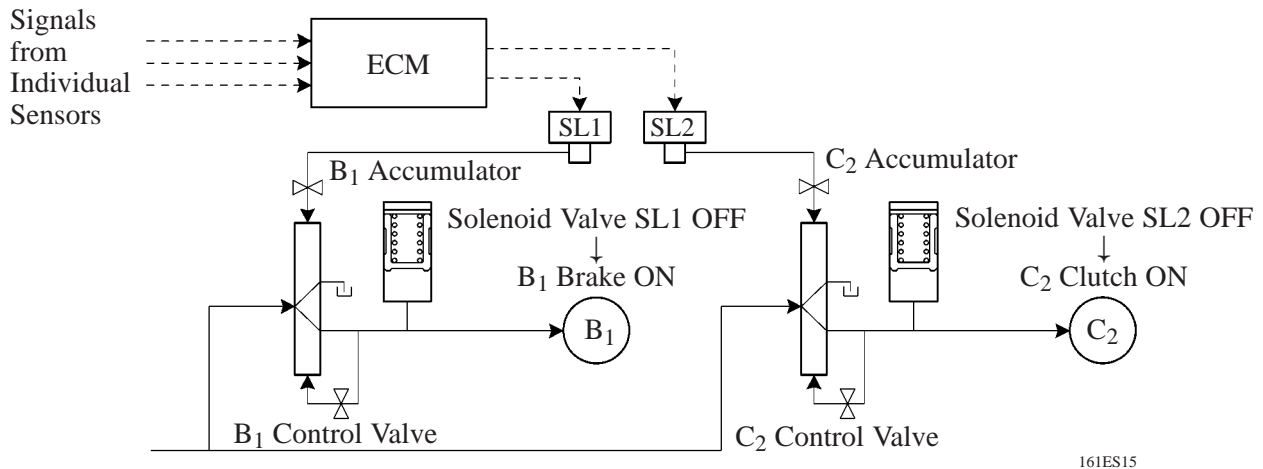 Signals
from
Individual
Sensors
ECM
SL1
SL2
B₁ Accumulator
C₂ Accumulator
Solenoid Valve SL1 OFF
↓
B₁ Brake ON
Solenoid Valve SL2 OFF
↓
C₂ Clutch ON
B₁
C₂
B₁ Control Valve
C₂ Control Valve
161ES15